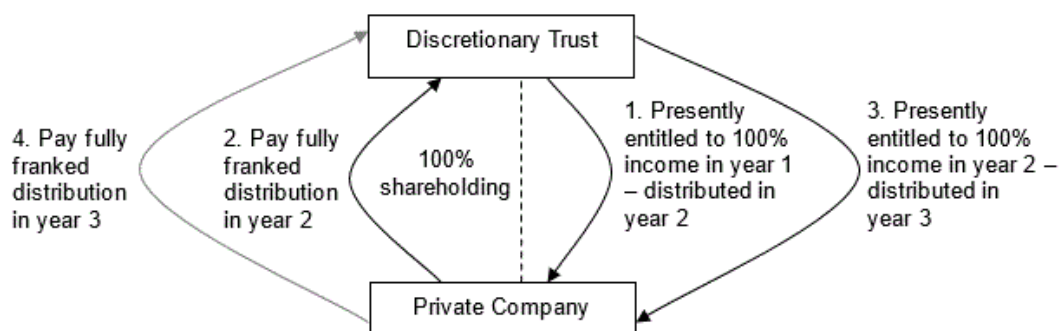 Discretionary Trust
4. Pay fully
franked
distribution
in year 3
2. Pay fully
franked
distribution
in year 2
100%
shareholding
1. Presently
entitled to 100%
income in year 1
– distributed in
year 2
3. Presently
entitled to 100%
income in year 2 –
distributed in
year 3
Private Company